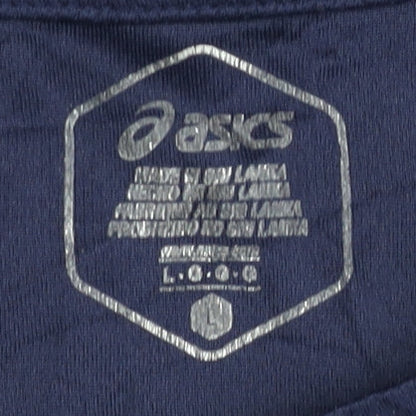 asics
MADE IN SRI LANKA
HECHO EN SRI LANKA
FABRIQUÉ AU SRI LANKA
PRODUZIDO NO SRI LANKA
L
L